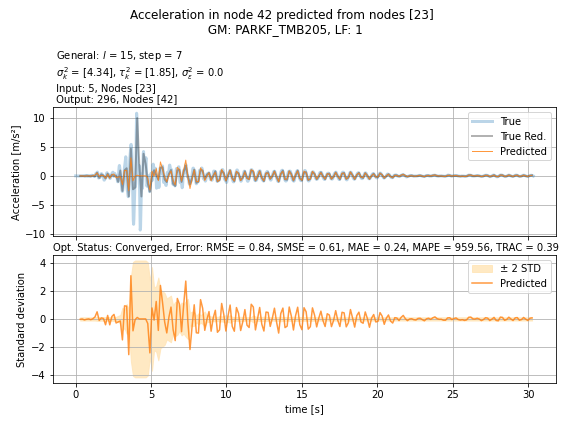 Acceleration in node 42 predicted from nodes [23]
GM: PARKF_TMB205, LF: 1
General: l = 15, step = 7
σ²ₖ = [4.34], τ²ₖ = [1.85], σ²ε = 0.0
Input: 5, Nodes [23]
Output: 296, Nodes [42]
Acceleration [m/s²]
10
5
0
−5
−10
True
True Red.
Predicted
Opt. Status: Converged, Error: RMSE = 0.84, SMSE = 0.61, MAE = 0.24, MAPE = 959.56, TRAC = 0.39
Standard deviation
4
2
0
−2
−4
± 2 STD
Predicted
0 5 10 15 20 25 30
time [s]